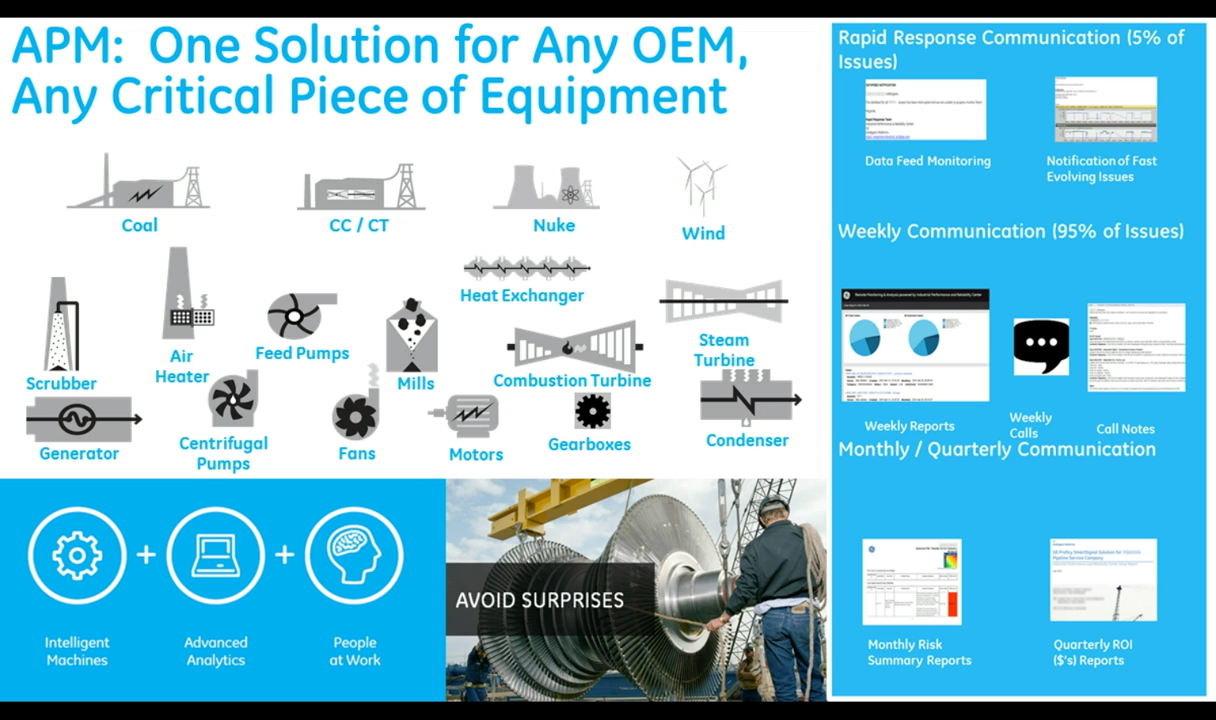 APM: One Solution for Any OEM,
Any Critical Piece of Equipment
Coal
CC / CT
Nuke
Wind
Scrubber
Air
Heater
Feed Pumps
Mills
Heat Exchanger
Combustion Turbine
Steam
Turbine
Generator
Centrifugal
Pumps
Fans
Motors
Gearboxes
Condenser
Intelligent
Machines
+
Advanced
Analytics
+
People
at Work
AVOID SURPRISES
Rapid Response Communication (5% of
Issues)
Data Feed Monitoring
Notification of Fast
Evolving Issues
Weekly Communication (95% of Issues)
Weekly Reports
Weekly
Calls
Call Notes
Monthly / Quarterly Communication
Monthly Risk
Summary Reports
Quarterly ROI
($'s) Reports